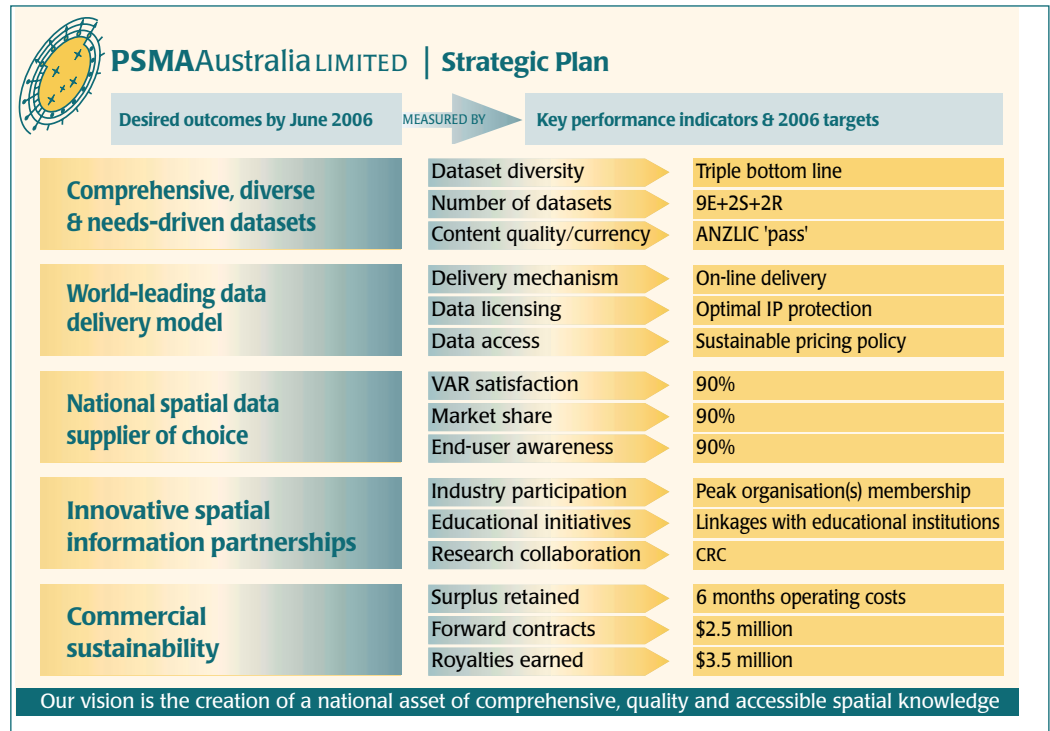 PSMAAustralia LIMITED | Strategic Plan
Desired outcomes by June 2006 MEASURED BY Key performance indicators & 2006 targets
Comprehensive, diverse
& needs-driven datasets
Dataset diversity Triple bottom line
Number of datasets 9E+2S+2R
Content quality/currency ANZLIC 'pass'
World-leading data
delivery model
Delivery mechanism On-line delivery
Data licensing Optimal IP protection
Data access Sustainable pricing policy
National spatial data
supplier of choice
VAR satisfaction 90%
Market share 90%
End-user awareness 90%
Innovative spatial
information partnerships
Industry participation Peak organisation(s) membership
Educational initiatives Linkages with educational institutions
Research collaboration CRC
Commercial
sustainability
Surplus retained 6 months operating costs
Forward contracts $2.5 million
Royalties earned $3.5 million
Our vision is the creation of a national asset of comprehensive, quality and accessible spatial knowledge